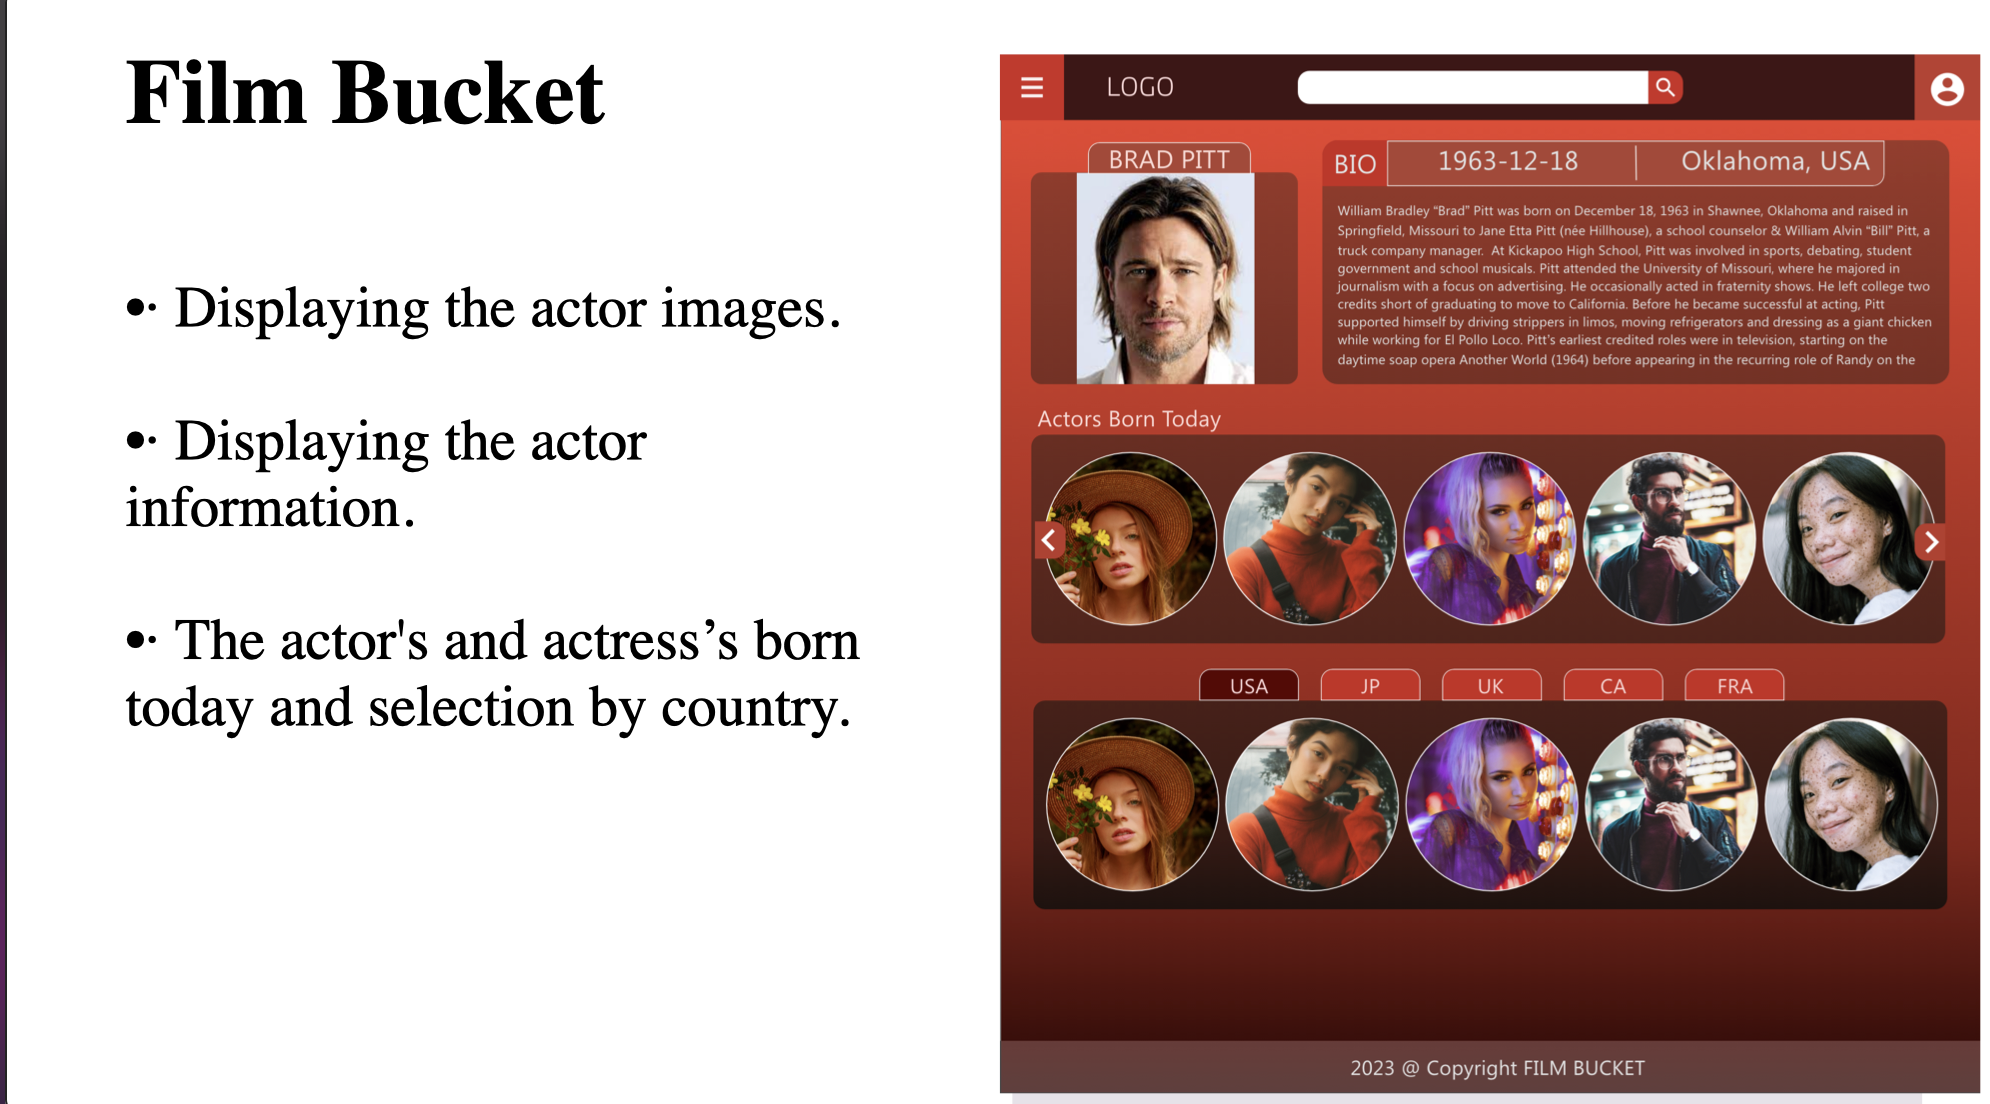 Film Bucket
•· Displaying the actor images.
•· Displaying the actor
information.
•· The actor's and actress’s born
today and selection by country.
LOGO
BRAD PITT
BIO
1963-12-18
Oklahoma, USA
William Bradley “Brad” Pitt was born on December 18, 1963 in Shawnee, Oklahoma and raised in
Springfield, Missouri to Jane Etta Pitt (née Hillhouse), a school counselor & William Alvin “Bill” Pitt, a
truck company manager.  At Kickapoo High School, Pitt was involved in sports, debating, student
government and school musicals. Pitt attended the University of Missouri, where he majored in
journalism with a focus on advertising. He occasionally acted in fraternity shows. He left college two
credits short of graduating to move to California. Before he became successful at acting, Pitt
supported himself by driving strippers in limos, moving refrigerators and dressing as a giant chicken
while working for El Pollo Loco. Pitt's earliest credited roles were in television, starting on the
daytime soap opera Another World (1964) before appearing in the recurring role of Randy on the
Actors Born Today
USA
JP
UK
CA
FRA
2023 @ Copyright FILM BUCKET